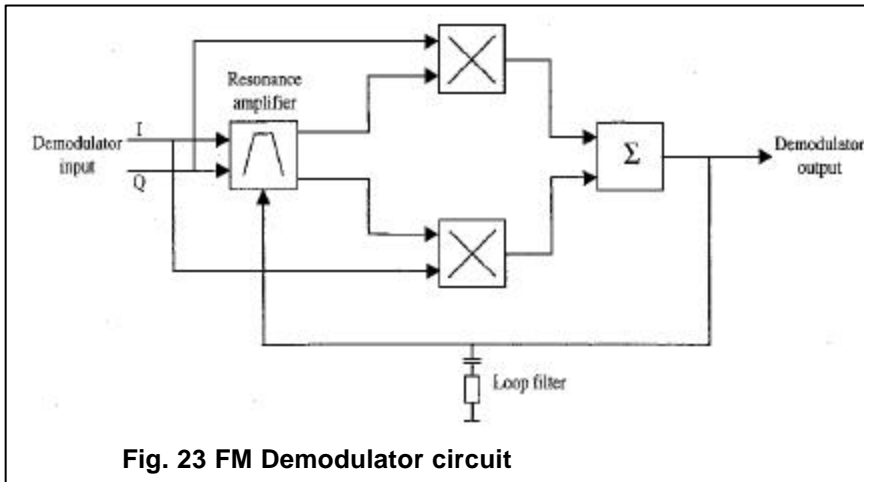 Resonance
amplifier
I
Demodulator
input
Q
Σ
Demodulator
output
Loop filter
Fig. 23 FM Demodulator circuit